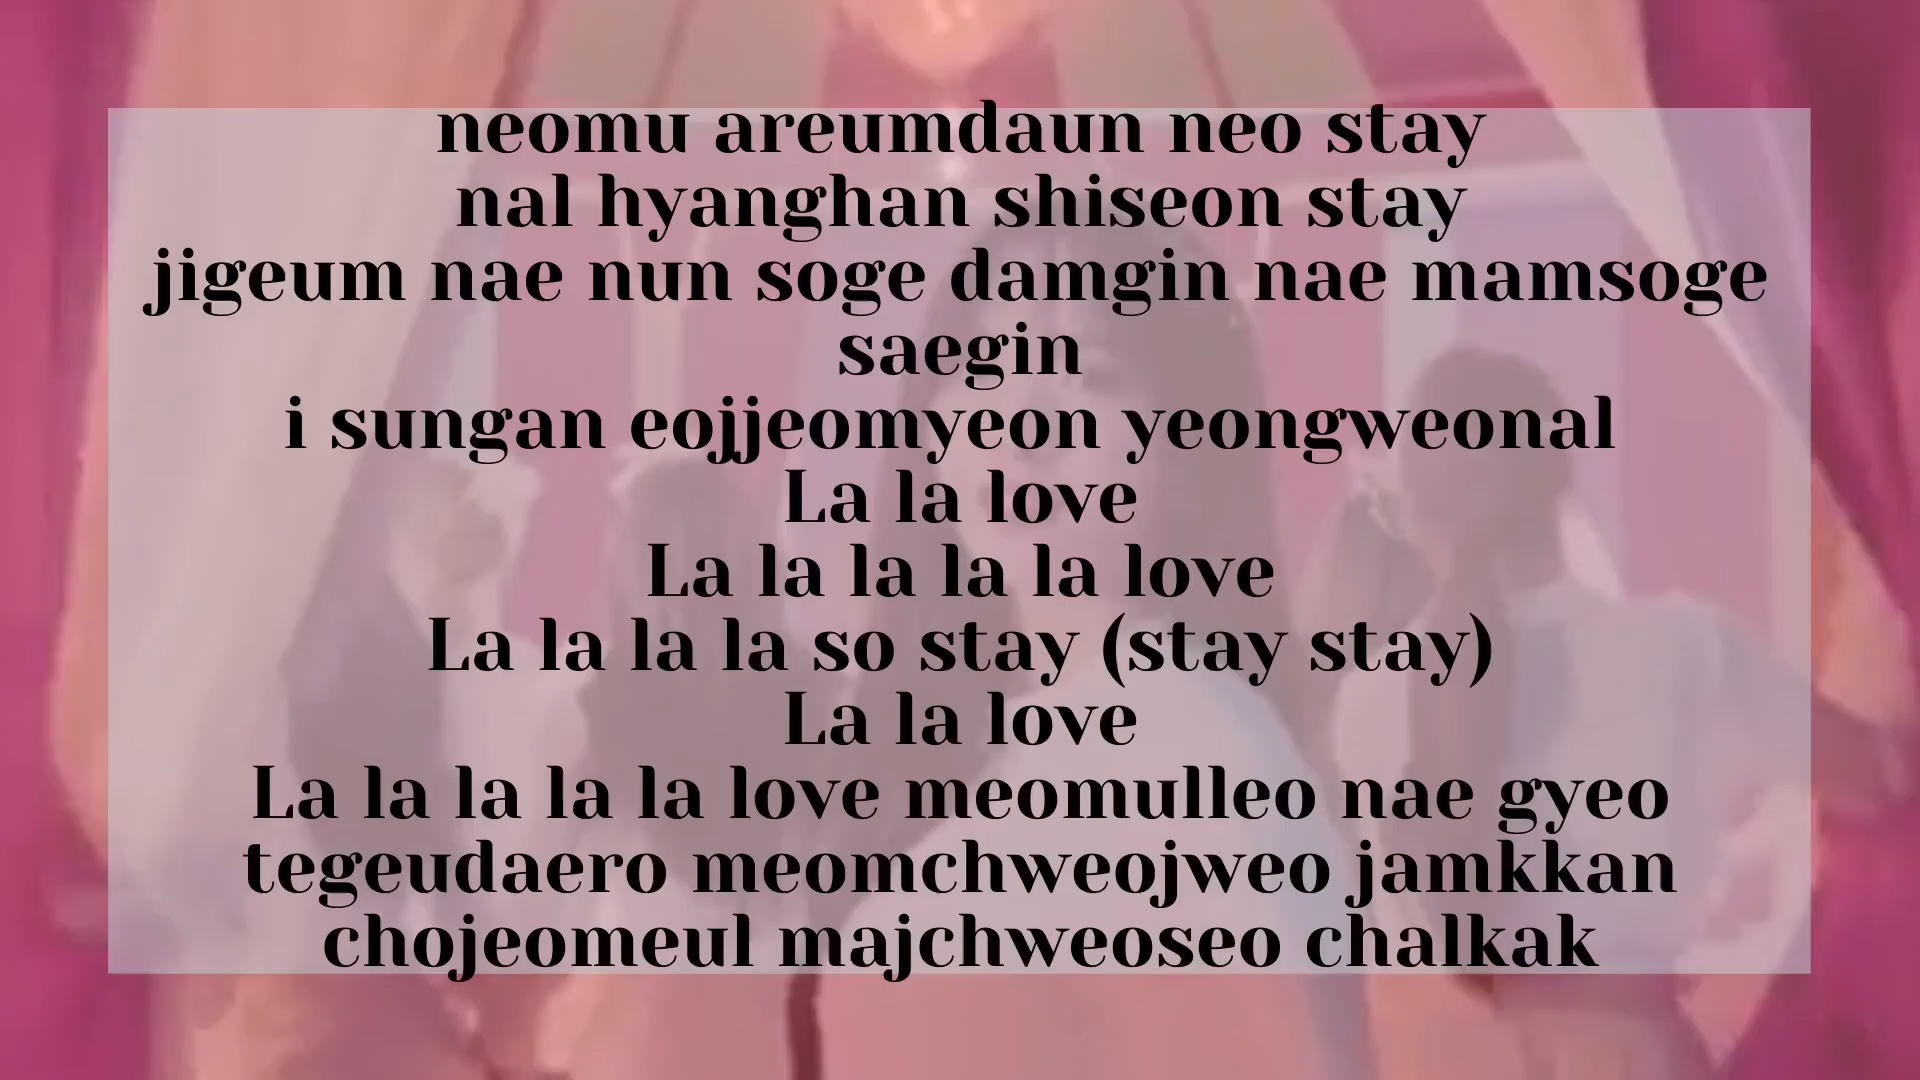 neomu areumdaun neo stay
nal hyanghan shiseon stay
jigeum nae nun soge damgin nae mamsoge
saegin
i sungan eojjeomyeon yeongweonal
La la love
La la la la la love
La la la la so stay (stay stay)
La la love
La la la la la love meomulleo nae gyeo
tegeudaero meomchweojweo jamkkan
chojeomeul majchweoseo chalkak